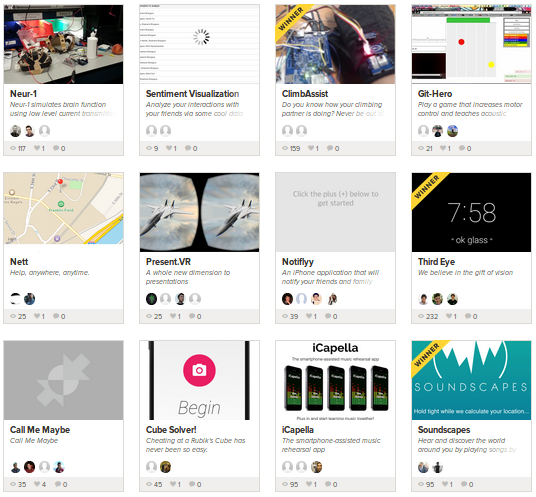 WINNER
Neur-1
Neur-1 simulates brain function
using low level current
117 1 0
Sentiment Visualization
Analyze your interactions with
your friends via some cool data
9 1 0
ClimbAssist
Do you know how your climbing
partner is doing? Never be out of
159 1 0
Git-Hero
Play a game that increases motor
control and teaches acoustic
21 1 0
WINNER
Click the plus (+) below to
get started
7:58
"ok glass"
Nett
Help, anywhere, anytime.
25 1 0
Present.VR
A whole new dimension to
presentations
25 1 0
Notifiyy
An iPhone application that will
notify your friends and family
39 1 0
Third Eye
We believe in the gift of vision
232 1 0
iCapella
The smartphone-assisted music rehearsal app
WINNER
SOUNDSCAPES
Begin
Plus in and start learning music together!
Hold tight while we calculate your location...
Call Me Maybe
Call Me Maybe
35 4 0
Cube Solver!
Cheating at a Rubik's Cube has
never been so easy.
45 1 0
iCapella
The smartphone-assisted music
rehearsal app
95 1 0
Soundscapes
Hear and discover the world
around you by playing songs by
95 1 0